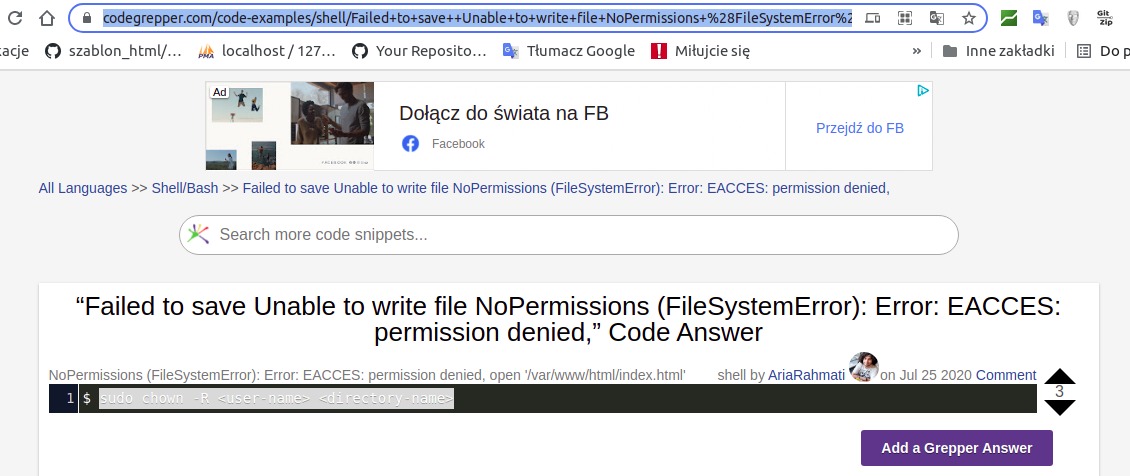 codegrepper.com/code-examples/shell/Failed+to+save++Unable+to+write+file+NoPermissions+%28FileSystemError%2
Git
Zip
kacje
szablon_html/...
PMA
localhost / 127...
Your Reposito...
Tłumacz Google
Miłujcie się
»
Inne zakładki
Do p
Ad
Dołącz do świata na FB
Facebook
Przejdź do FB
All Languages >> Shell/Bash >> Failed to save Unable to write file NoPermissions (FileSystemError): Error: EACCES: permission denied,
Search more code snippets...
“Failed to save Unable to write file NoPermissions (FileSystemError): Error: EACCES:
permission denied,” Code Answer
NoPermissions (FileSystemError): Error: EACCES: permission denied, open '/var/www/html/index.html'
shell by AriaRahmati on Jul 25 2020 Comment
3
1 $ sudo chown -R <user-name> <directory-name>
Add a Grepper Answer